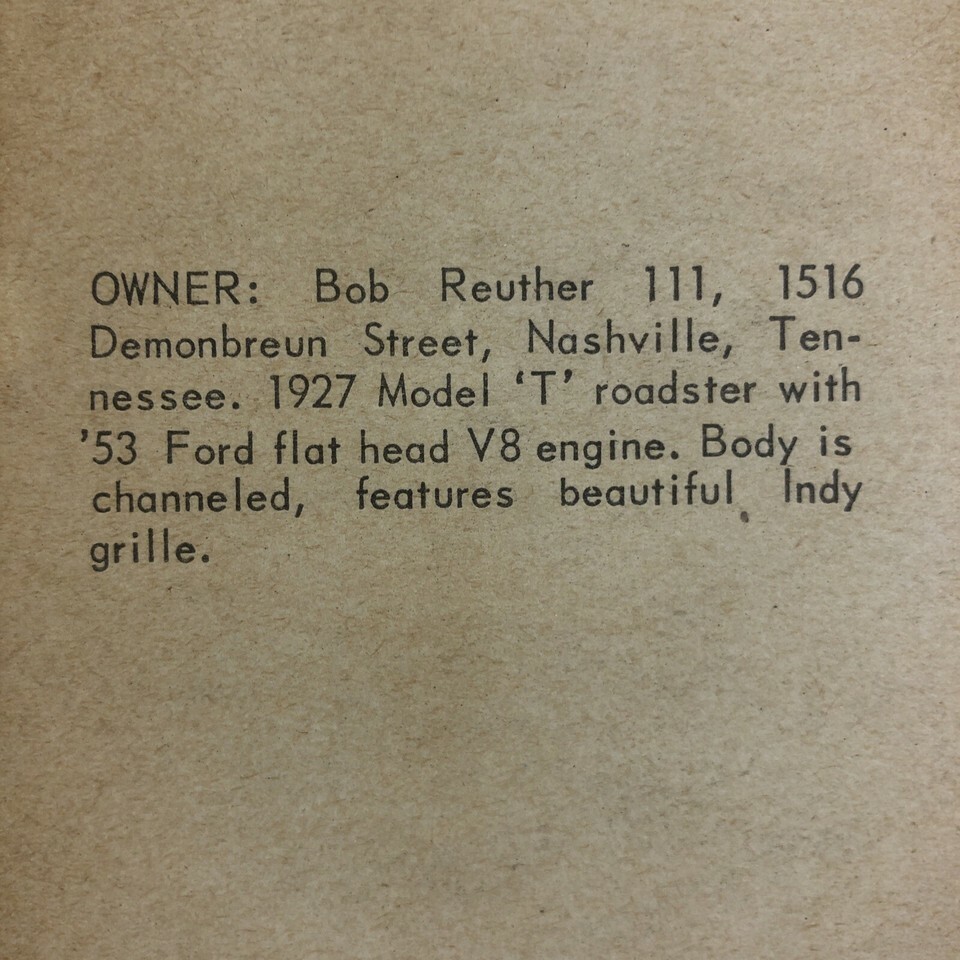 OWNER: Bob Reuther 111, 1516
Demonbreun Street, Nashville, Ten-
nessee. 1927 Model ‘T’ roadster with
’53 Ford flat head V8 engine. Body is
channeled, features beautiful Indy
grille.